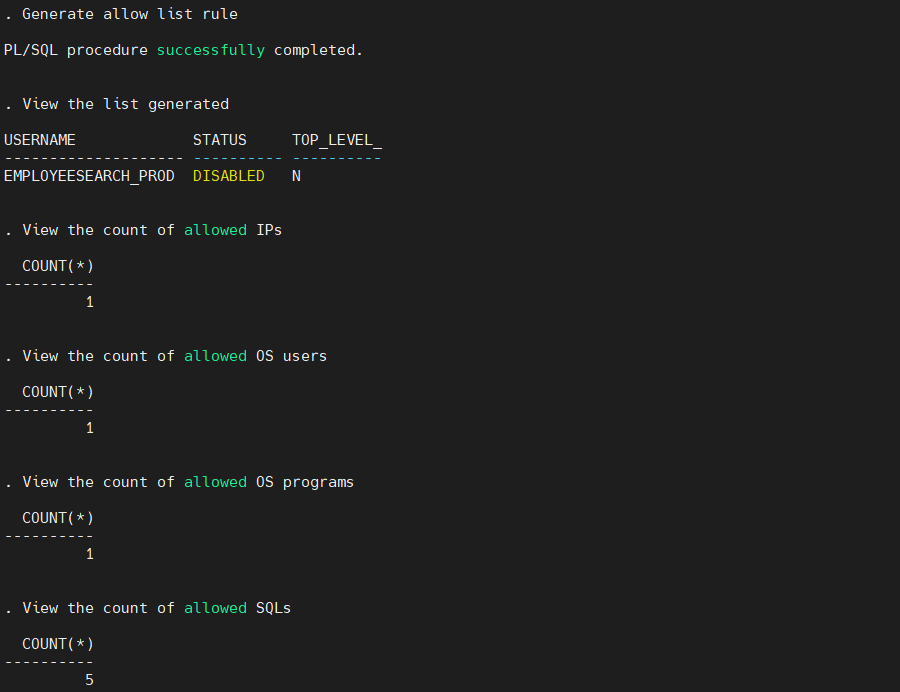 . Generate allow list rule
PL/SQL procedure successfully completed.
. View the list generated
USERNAME             STATUS     TOP_LEVEL_
-------------------- ---------- ----------
EMPLOYEESEARCH_PROD  DISABLED   N
. View the count of allowed IPs
  COUNT(*)
----------
         1
. View the count of allowed OS users
  COUNT(*)
----------
         1
. View the count of allowed OS programs
  COUNT(*)
----------
         1
. View the count of allowed SQLs
  COUNT(*)
----------
         5